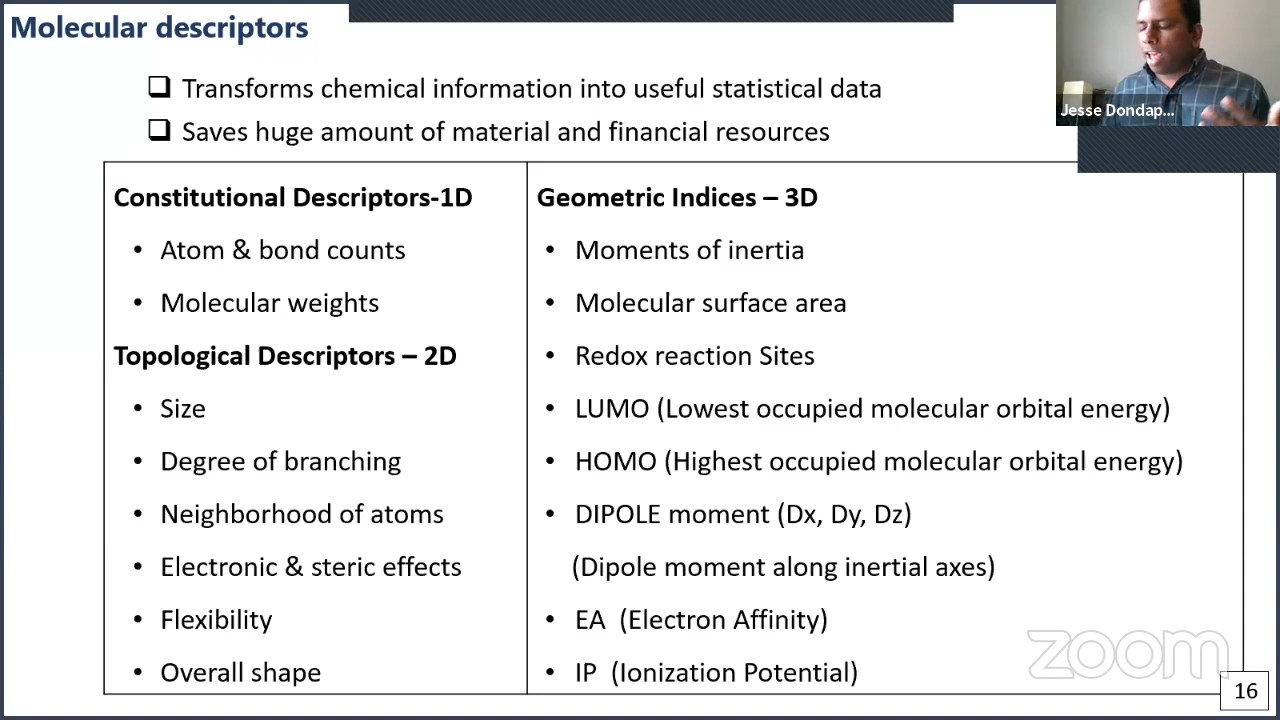 Molecular descriptors
❑ Transforms chemical information into useful statistical data
❑ Saves huge amount of material and financial resources
Jesse Dondap...
Constitutional Descriptors-1D
• Atom & bond counts
• Molecular weights
Topological Descriptors – 2D
• Size
• Degree of branching
• Neighborhood of atoms
• Electronic & steric effects
• Flexibility
• Overall shape
Geometric Indices – 3D
• Moments of inertia
• Molecular surface area
• Redox reaction Sites
• LUMO (Lowest occupied molecular orbital energy)
• HOMO (Highest occupied molecular orbital energy)
• DIPOLE moment (Dx, Dy, Dz)
(Dipole moment along inertial axes)
• EA (Electron Affinity)
• IP (Ionization Potential)
zoom
16